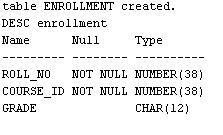 table ENROLLMENT created.
DESC enrollment
Name      Null     Type
--------- -------- ----------
ROLL_NO   NOT NULL NUMBER(38)
COURSE_ID NOT NULL NUMBER(38)
GRADE              CHAR(12)